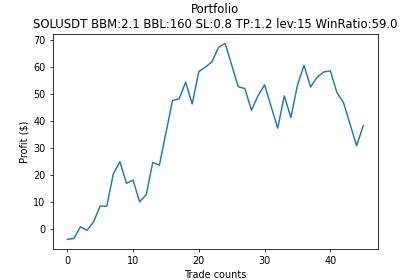 Portfolio
SOLUSDT BBM:2.1 BBL:160 SL:0.8 TP:1.2 lev:15 WinRatio:59.0
70
60
50
40
30
20
10
0
Profit ($)
0 10 20 30 40
Trade counts